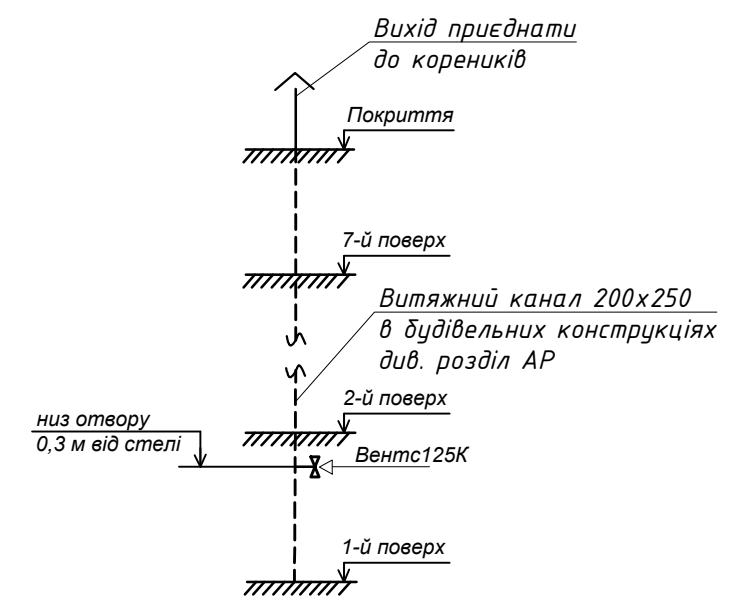 Вихід приєднати
до кореників
Покриття
7-й поверх
Витяжний канал 200х250
в будівельних конструкціях
див. розділ АР
2-й поверх
низ отвору
0,3 м від стелі
Вентс125К
1-й поверх